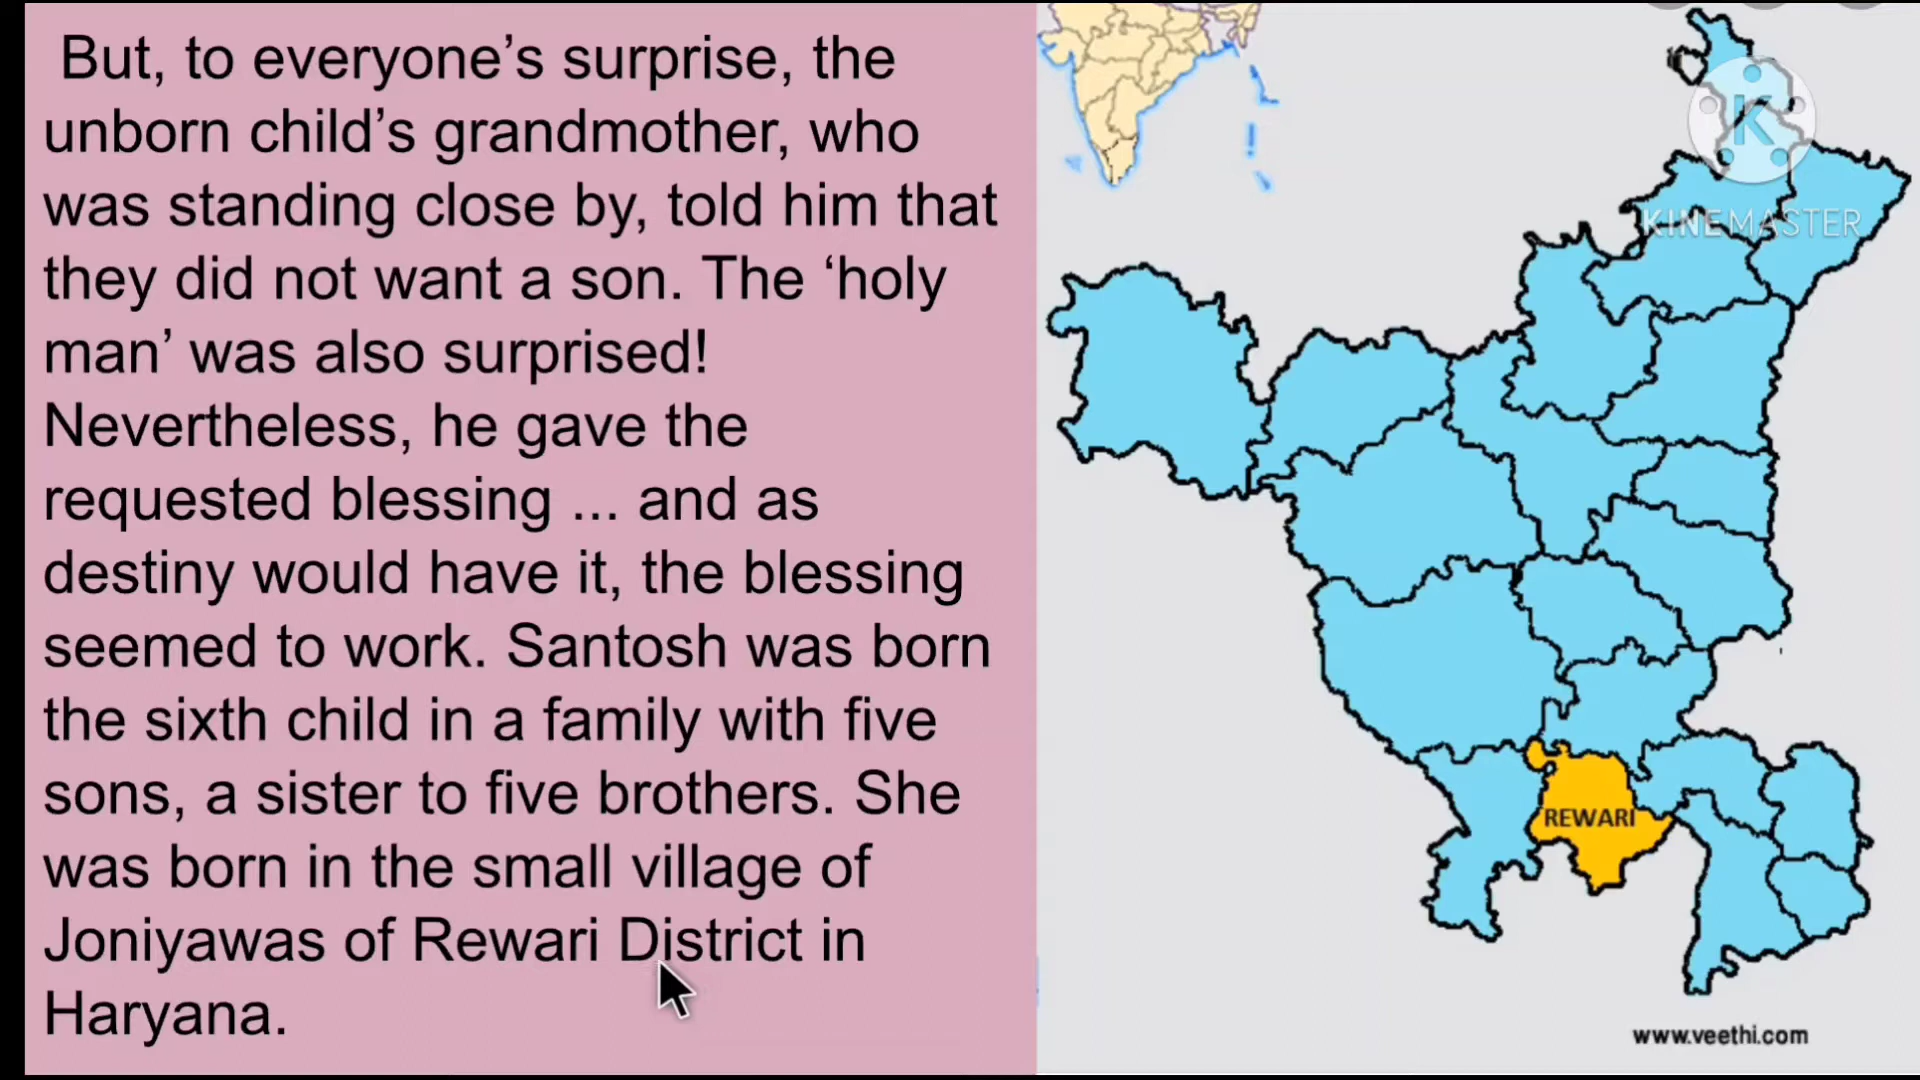 But, to everyone’s surprise, the
unborn child’s grandmother, who
was standing close by, told him that
they did not want a son. The ‘holy
man’ was also surprised!
Nevertheless, he gave the
requested blessing ... and as
destiny would have it, the blessing
seemed to work. Santosh was born
the sixth child in a family with five
sons, a sister to five brothers. She
was born in the small village of
Joniyawas of Rewari District in
Haryana.
K
KINEMASTER
REWARI
www.veethi.com